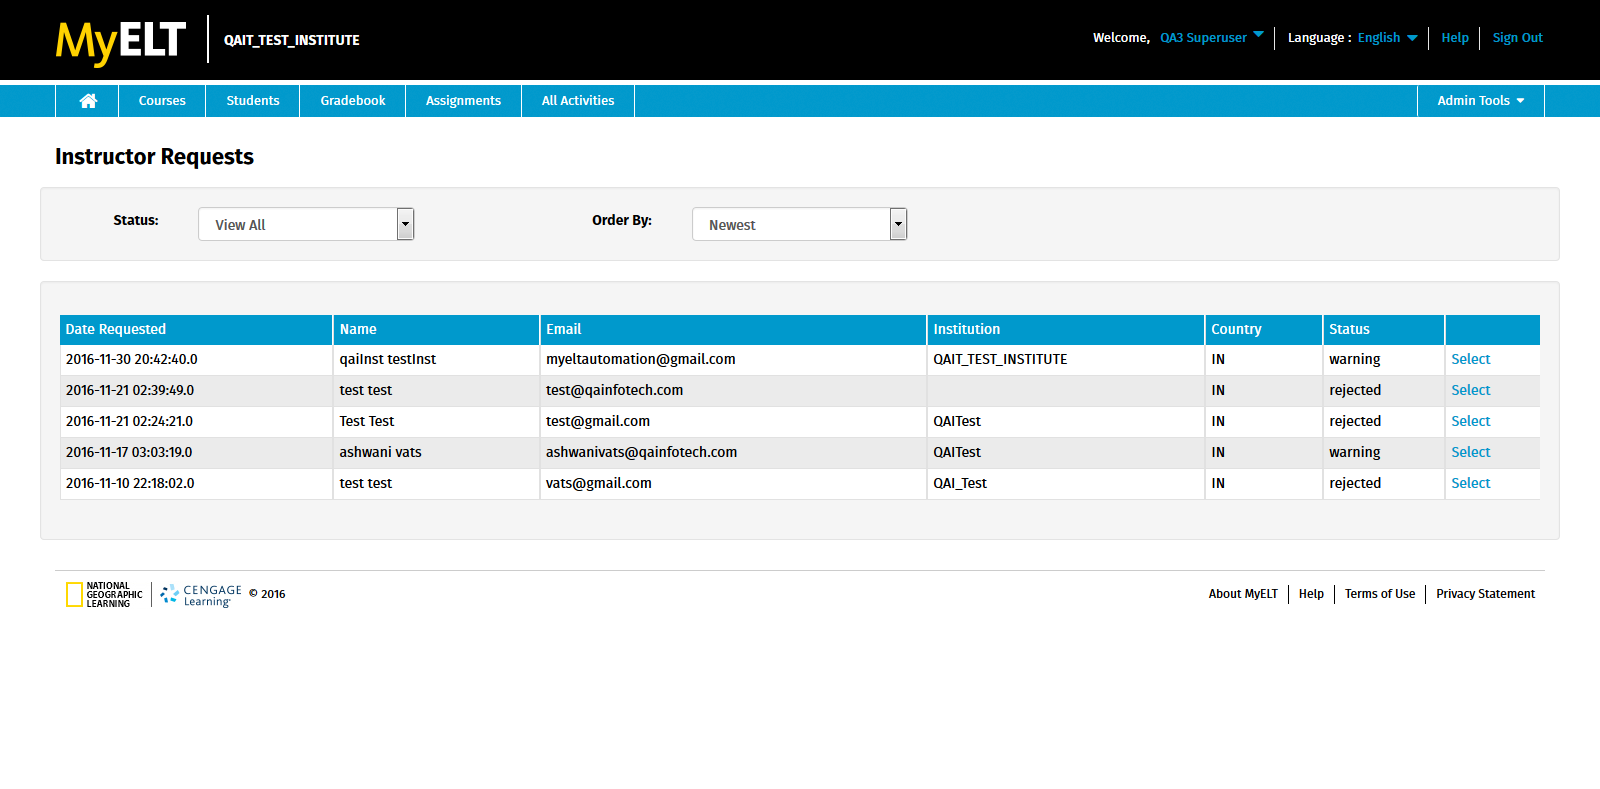 MyELT QAIT_TEST_INSTITUTE Welcome, QA3 Superuser Language : English Help Sign Out
Courses Students Gradebook Assignments All Activities Admin Tools
Instructor Requests
Status: View All Order By: Newest
Date Requested Name Email Institution Country Status
2016-11-30 20:42:40.0 qaiInst testInst myeltautomation@gmail.com QAIT_TEST_INSTITUTE IN warning Select
2016-11-21 02:39:49.0 test test test@qainfotech.com IN rejected Select
2016-11-21 02:24:21.0 Test Test test@gmail.com QAITest IN rejected Select
2016-11-17 03:03:19.0 ashwani vats ashwanivats@qainfotech.com QAITest IN warning Select
2016-11-10 22:18:02.0 test test vats@gmail.com QAI_Test IN rejected Select
NATIONAL
GEOGRAPHIC
LEARNING
CENGAGE
Learning
© 2016 About MyELT Help Terms of Use Privacy Statement